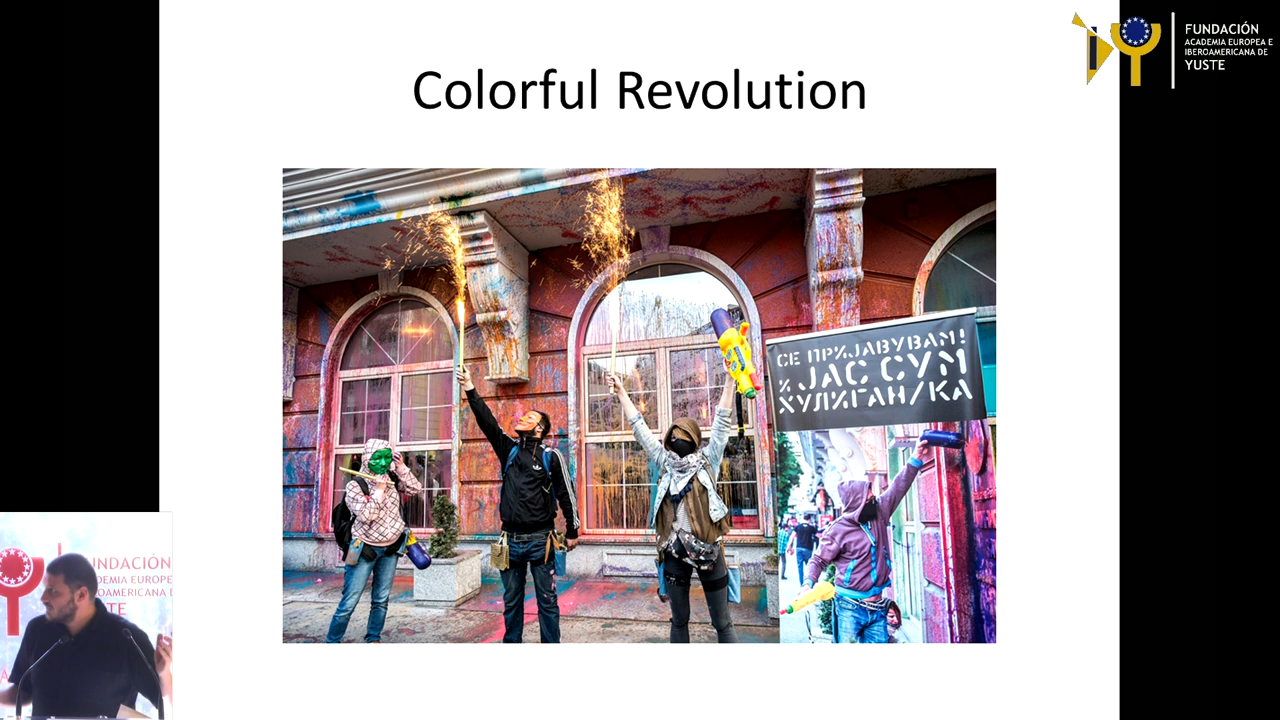 FUNDACIÓN
ACADEMIA EUROPEA E
IBEROAMERICANA DE
YUSTE
Colorful Revolution
СЕ ПРИЈАВУВАМ!
И ЈАС СУМ
ХУЛИГАН/КА